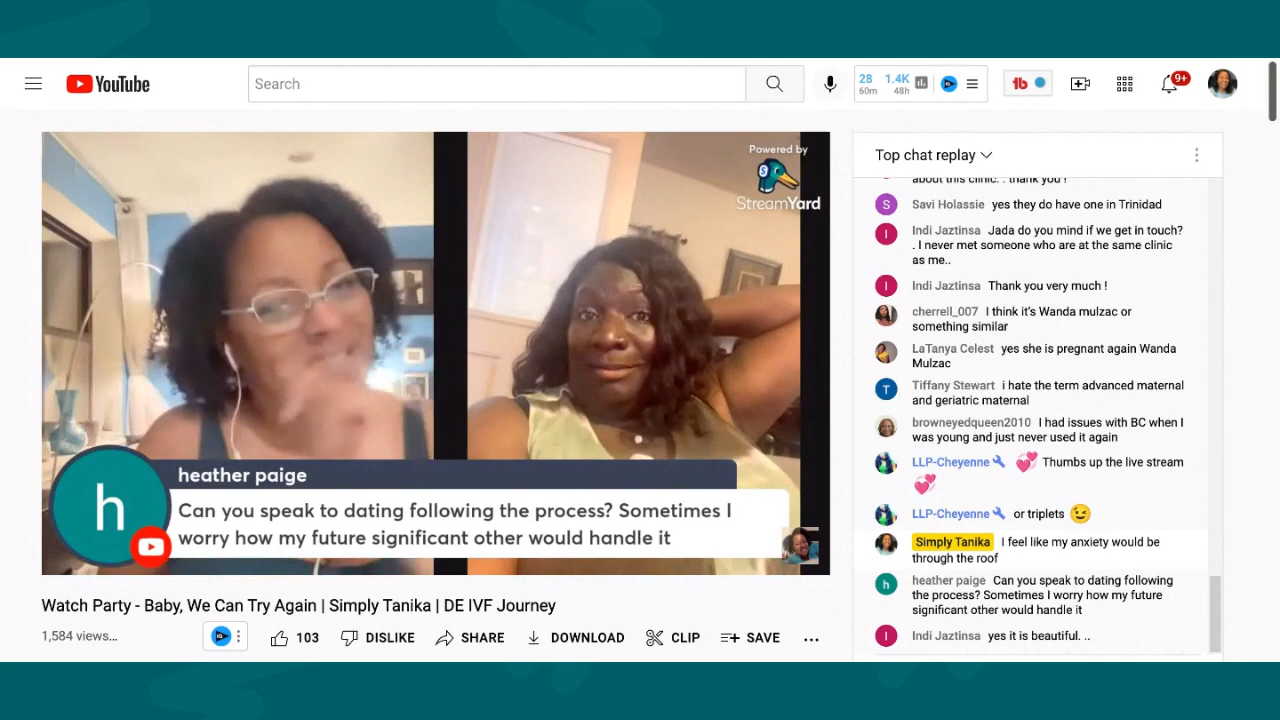 YouTube
Search
28
60m
1.4K
48h
9+
Powered by
StreamYard
heather paige
h
Can you speak to dating following the process? Sometimes I
worry how my future significant other would handle it
Watch Party - Baby, We Can Try Again | Simply Tanika | DE IVF Journey
1,584 views...
103
DISLIKE
SHARE
DOWNLOAD
CLIP
SAVE
Top chat replay
about this clinic. . thank you !
S
Savi Holassie yes they do have one in Trinidad
I
Indi Jaztinsa Jada do you mind if we get in touch?
. I never met someone who are at the same clinic
as me..
I
Indi Jaztinsa Thank you very much !
cherrell_007 I think it's Wanda mulzac or
something similar
LaTanya Celest yes she is pregnant again Wanda
Mulzac
T
Tiffany Stewart i hate the term advanced maternal
and geriatric maternal
browneyedqueen2010 I had issues with BC when I
was young and just never used it again
LLP-Cheyenne 💞 Thumbs up the live stream
💞
LLP-Cheyenne or triplets 😉
Simply Tanika I feel like my anxiety would be
through the roof
h
heather paige Can you speak to dating following
the process? Sometimes I worry how my future
significant other would handle it
I
Indi Jaztinsa yes it is beautiful. ..